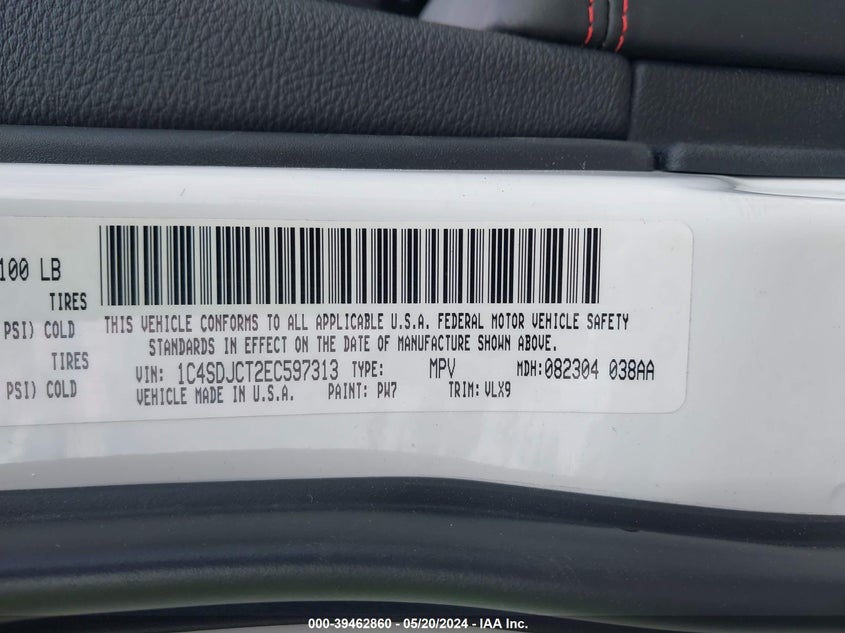 100 LB
TIRES
PSI) COLD
TIRES
PSI) COLD
THIS VEHICLE CONFORMS TO ALL APPLICABLE U.S.A. FEDERAL MOTOR VEHICLE SAFETY
STANDARDS IN EFFECT ON THE DATE OF MANUFACTURE SHOWN ABOVE.
VIN: 1C4SDJCT2EC597313 TYPE: MPV MDH:082304 038AA
VEHICLE MADE IN U.S.A. PAINT: PW7 TRIM: VLX9
000-39462860 - 05/20/2024 - IAA Inc.